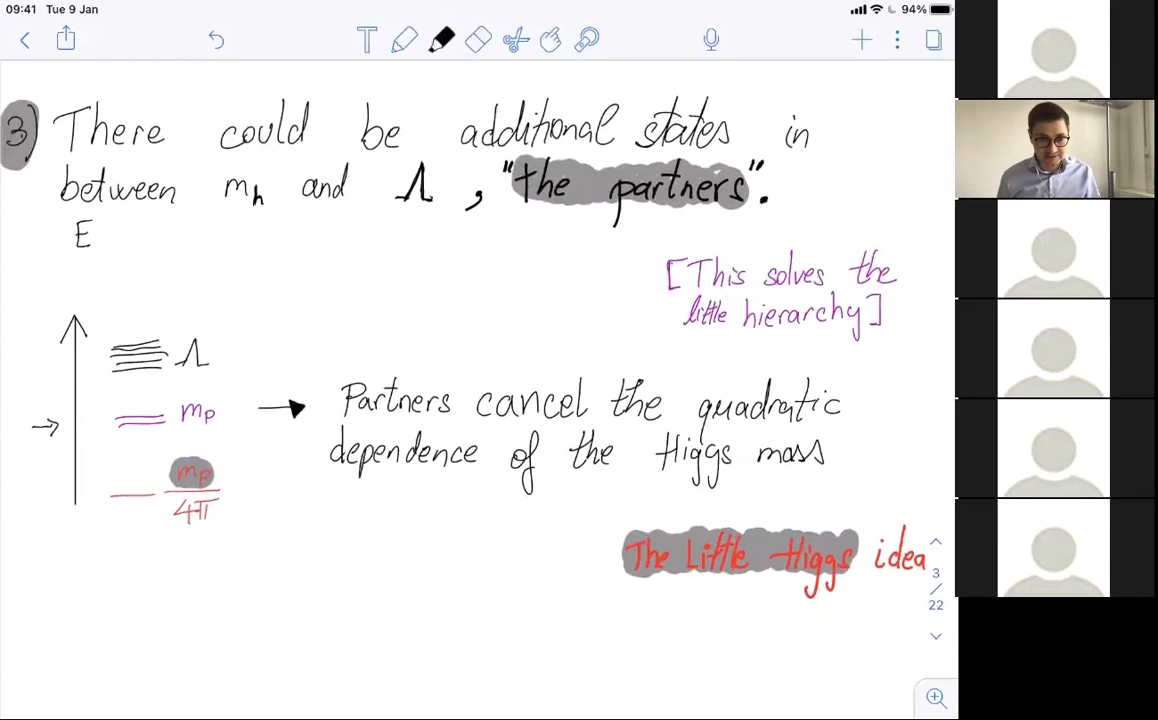 09:41 Tue 9 Jan
94%
T
3) There could be additional states in
between mh and Λ, "the partners".
E
[This solves the
little hierarchy]
Λ
mp
→ Partners cancel the quadratic
dependence of the Higgs mass
mp
4π
The Little Higgs idea
3
/
22